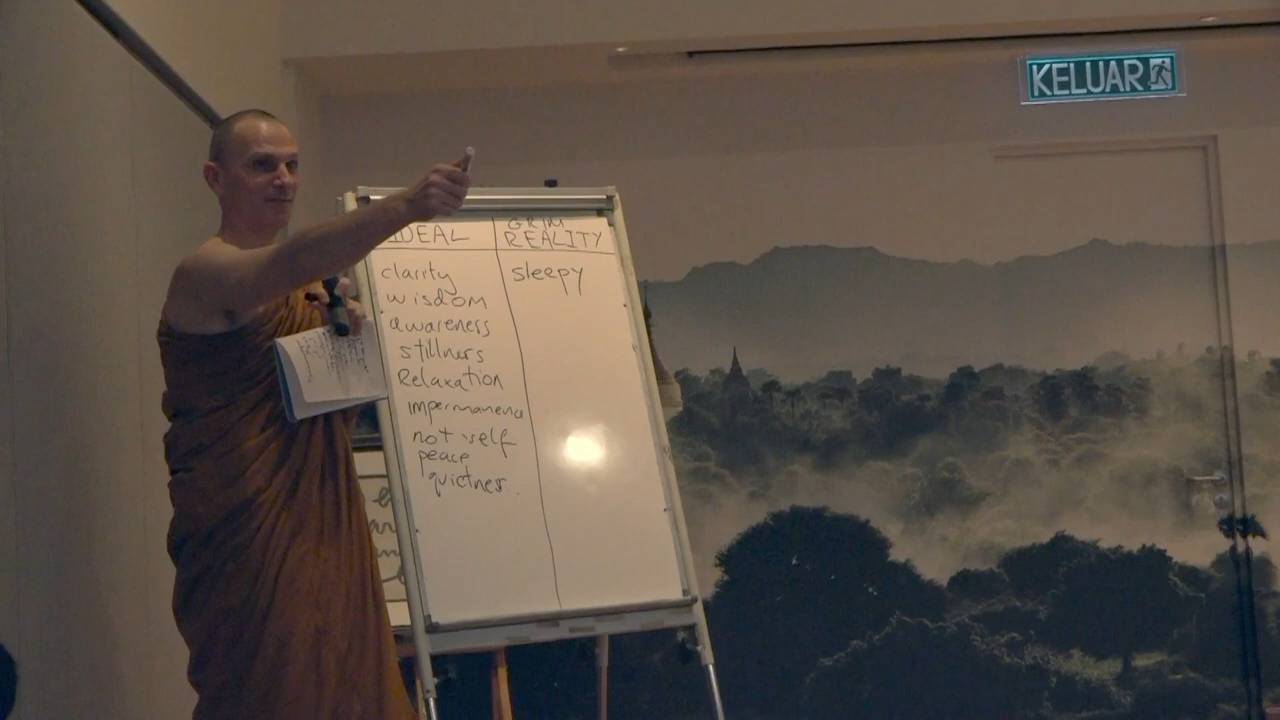 KELUAR
IDEAL
GRIM
REALITY
clarity
sleepy
wisdom
awareness
stillness
Relaxation
impermanence
not self
peace
quietness.